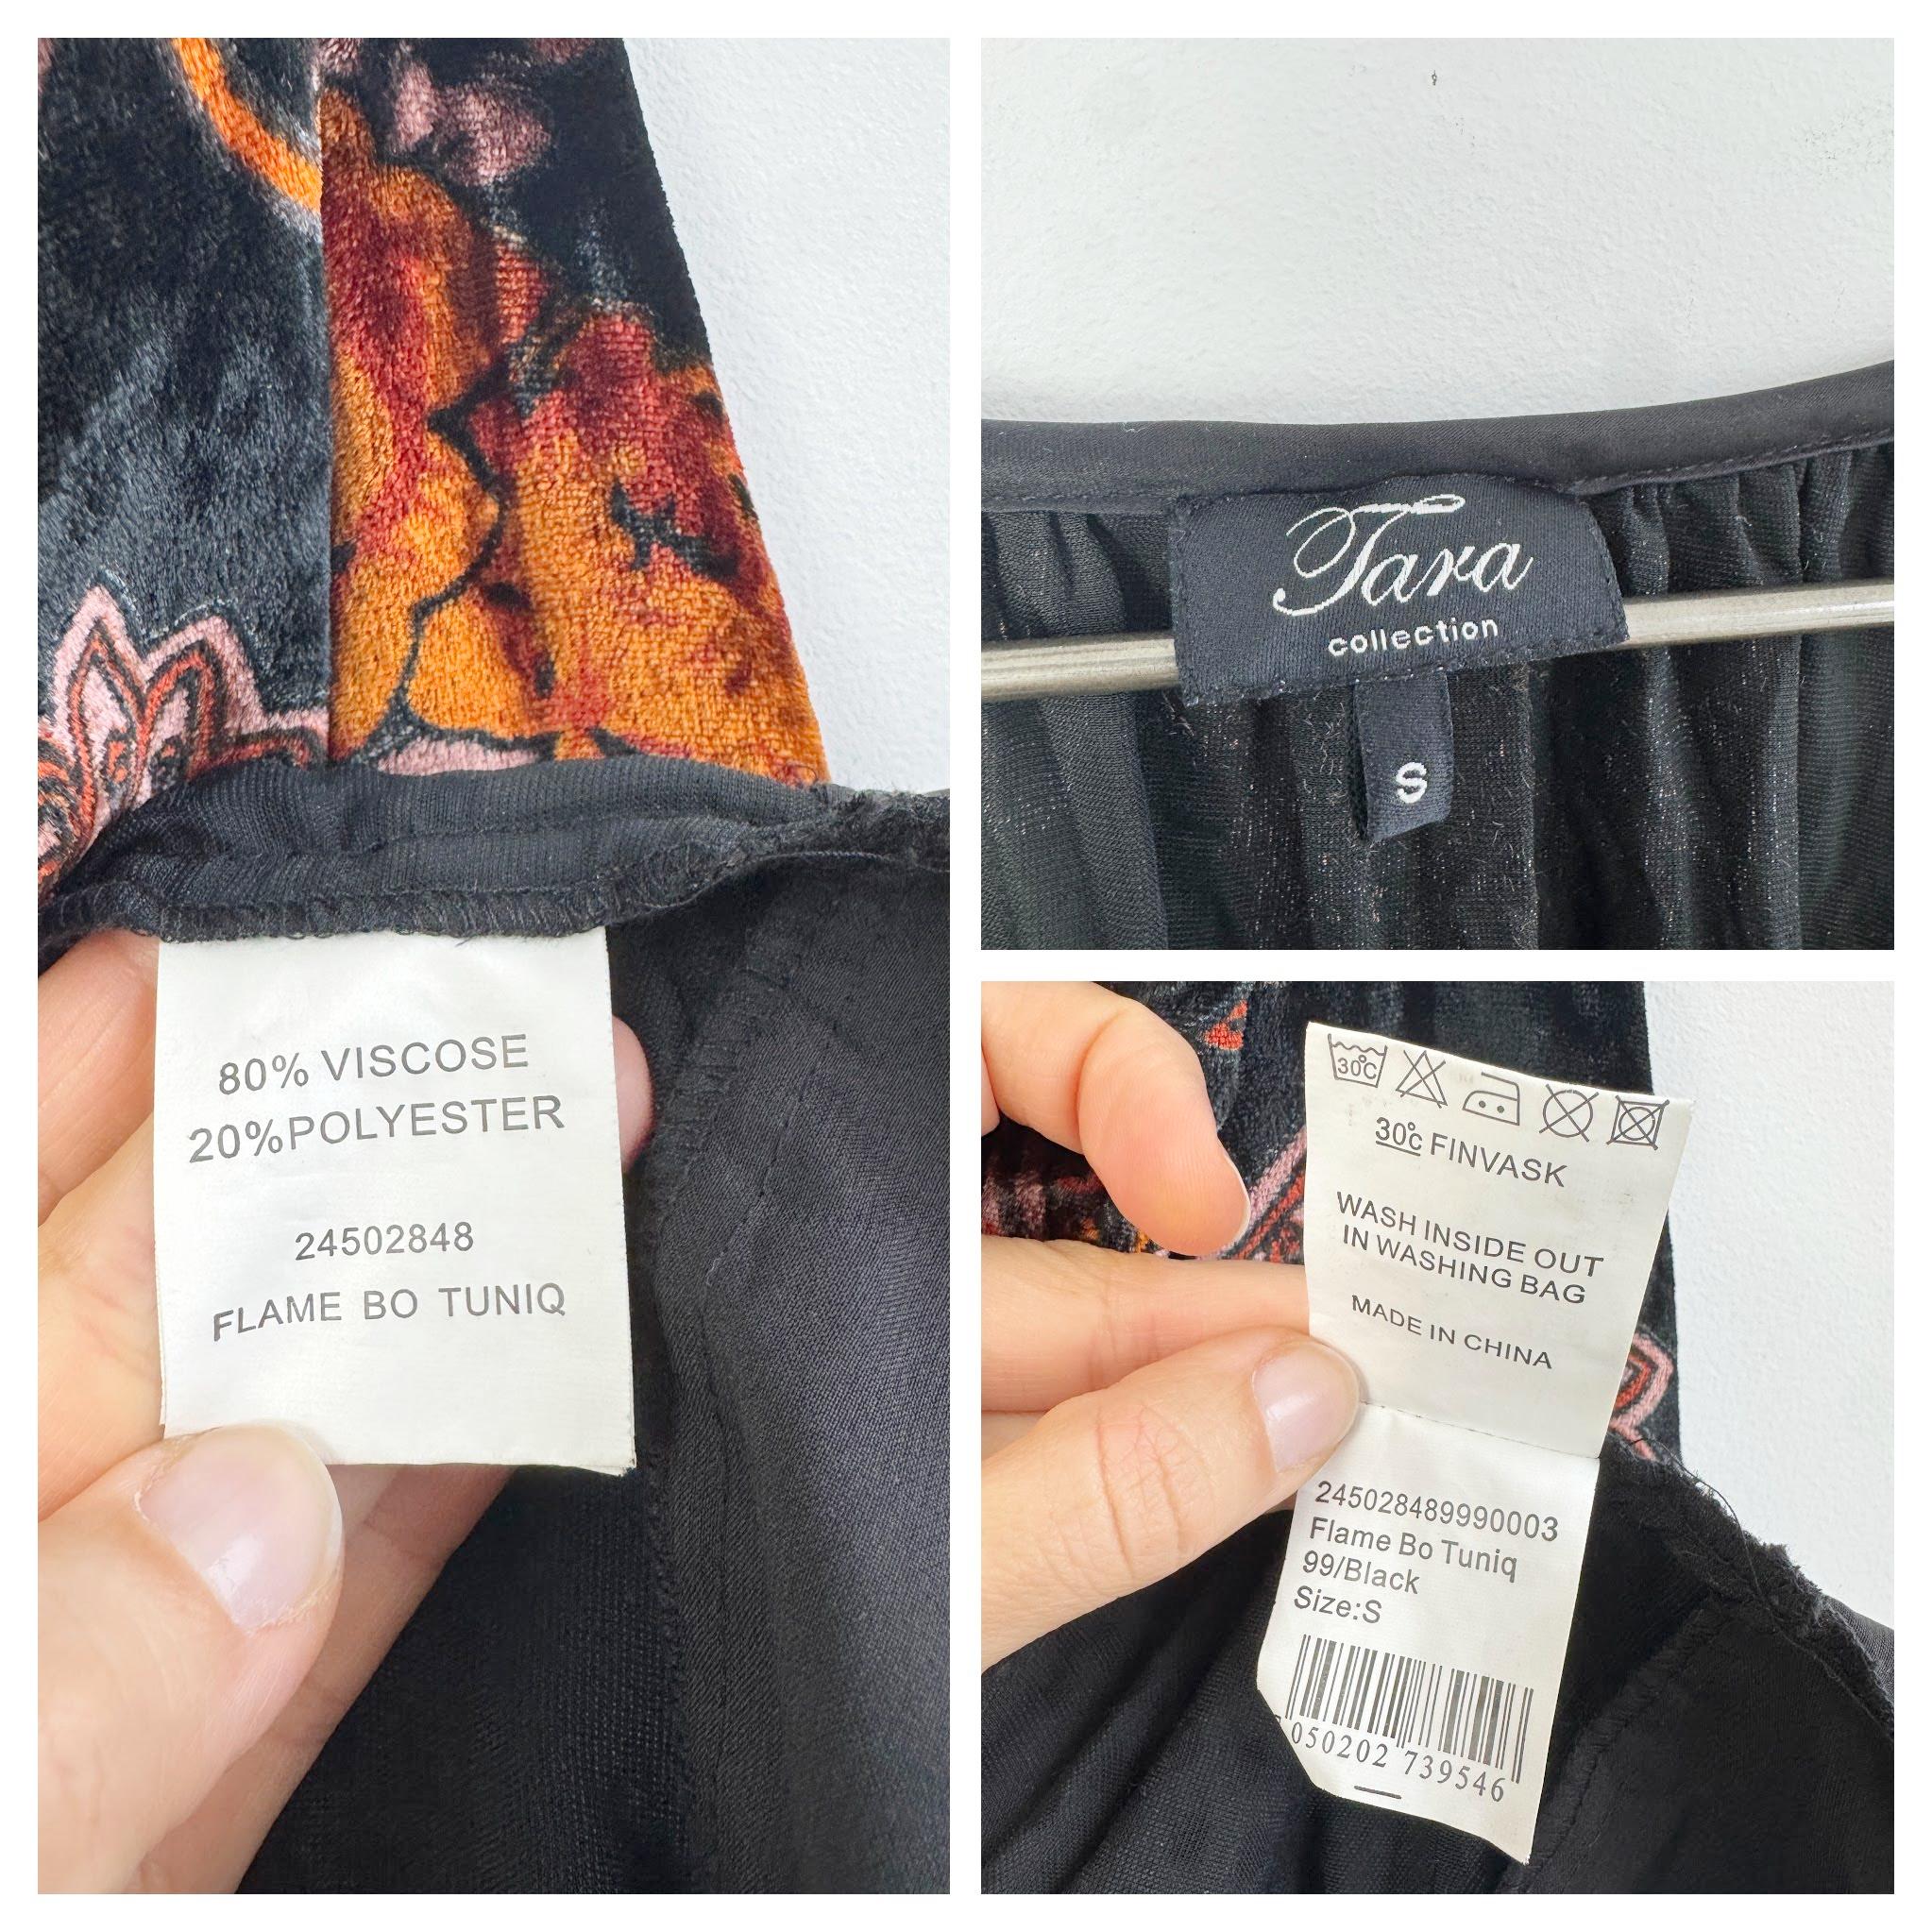 80% VISCOSE
20%POLYESTER
24502848
FLAME BO TUNIQ
Tara
collection
S
30°C
30°C FINVASK
WASH INSIDE OUT
IN WASHING BAG
MADE IN CHINA
245028489990003
Flame Bo Tuniq
99/Black
Size:S
050202 739546